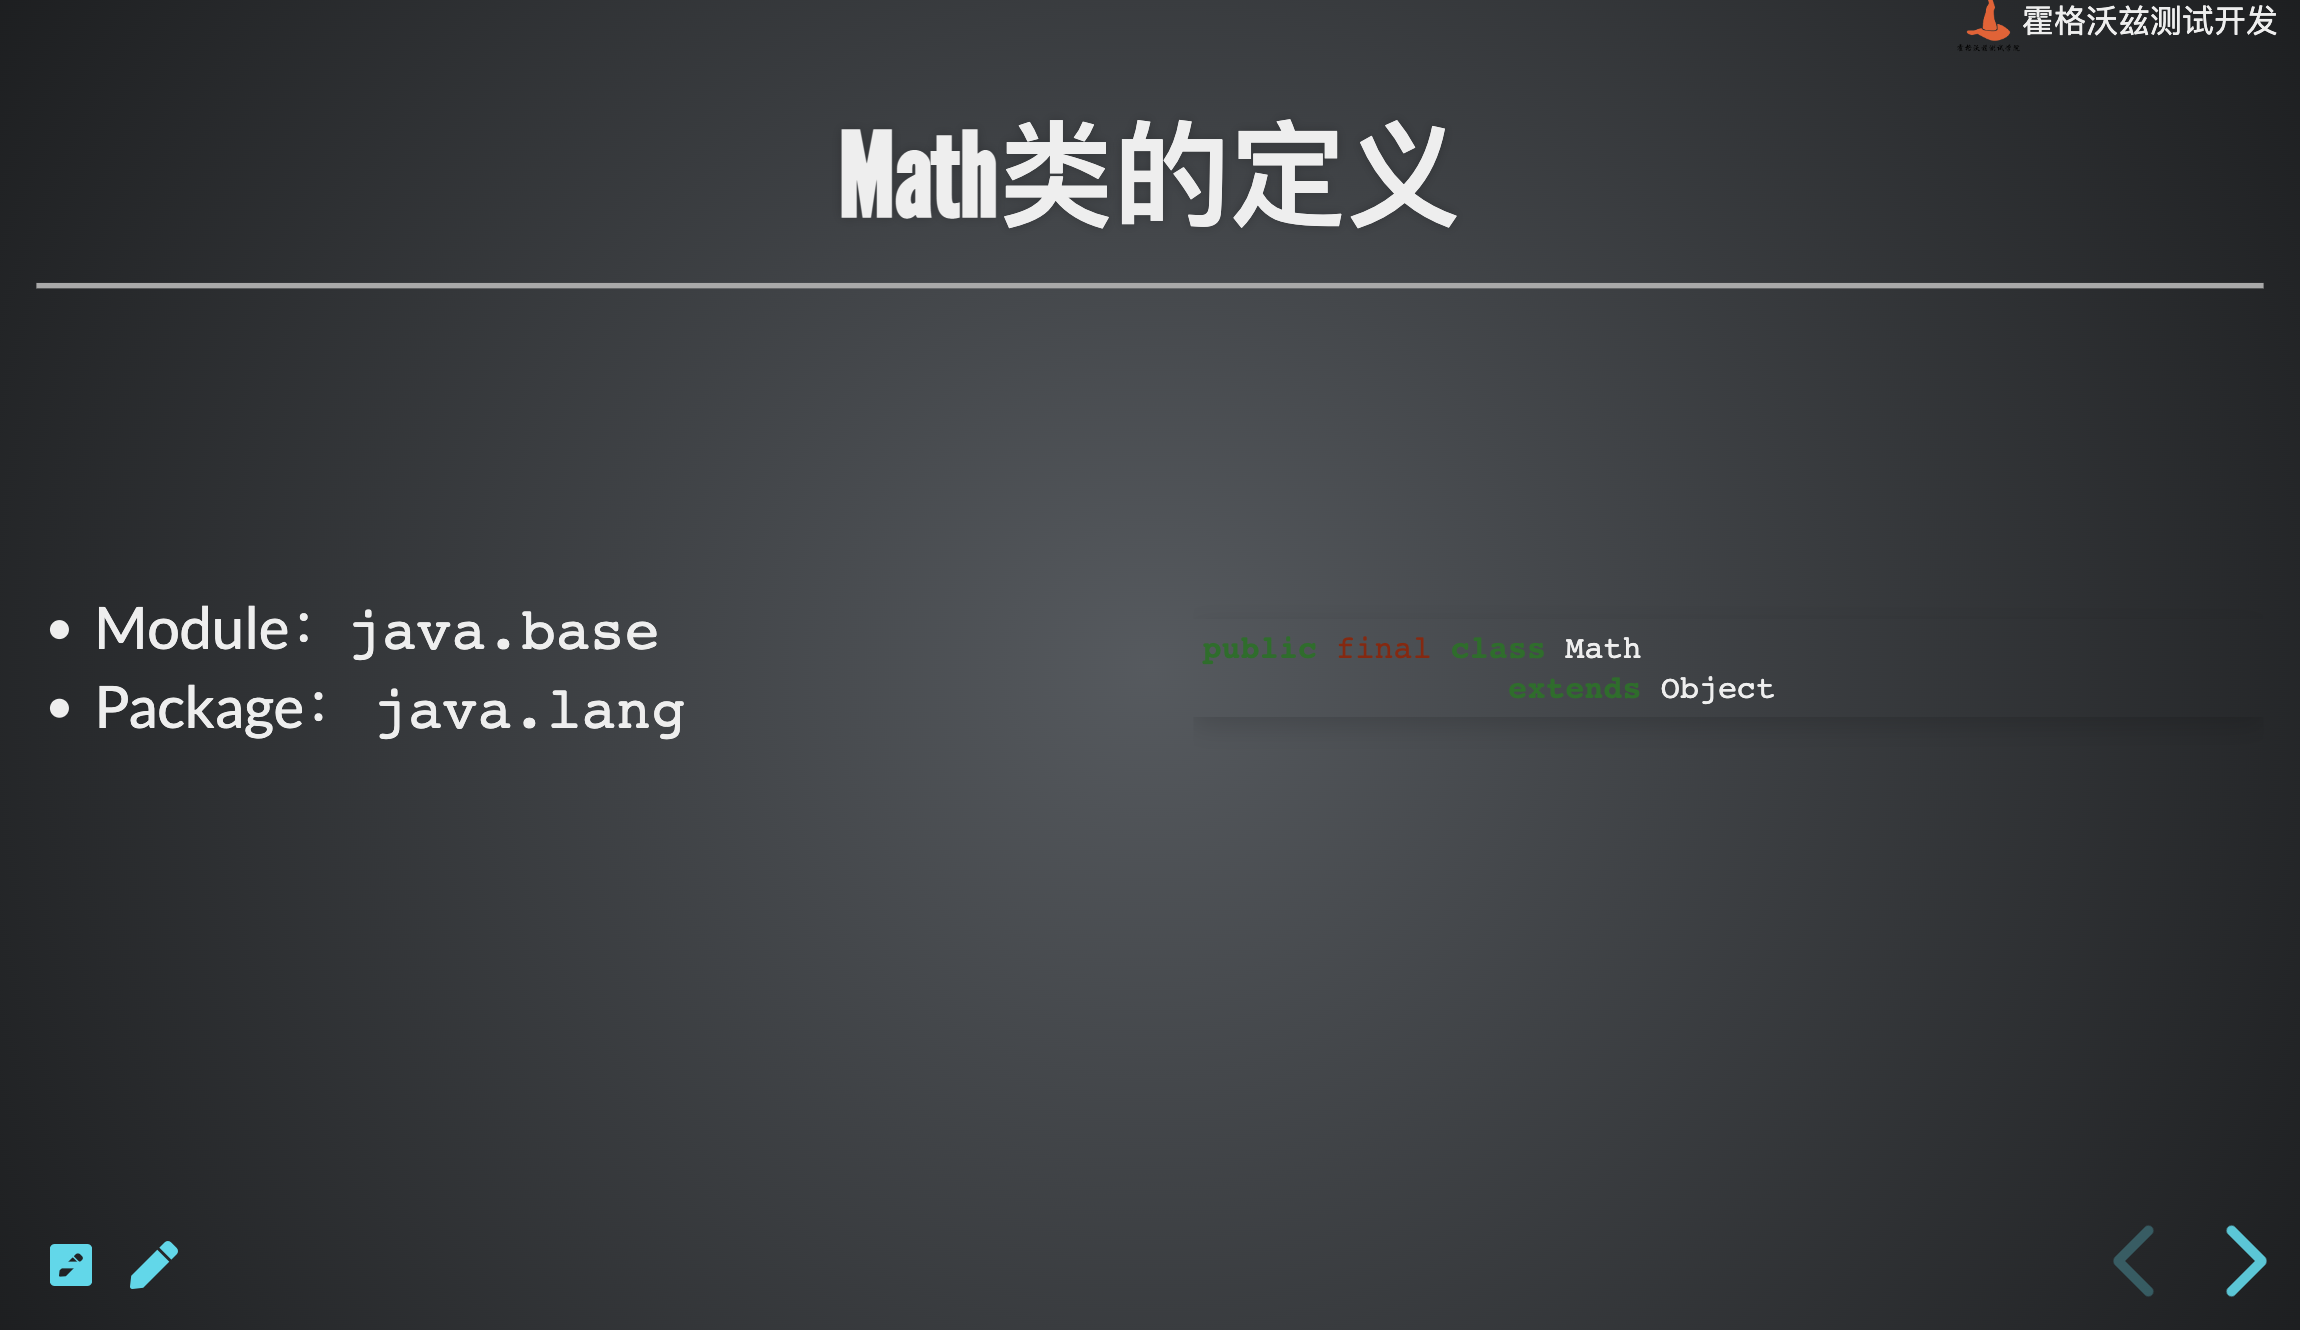 霍格沃兹测试开发
Math类的定义
• Module：java.base
• Package： java.lang
public final class Math
extends Object